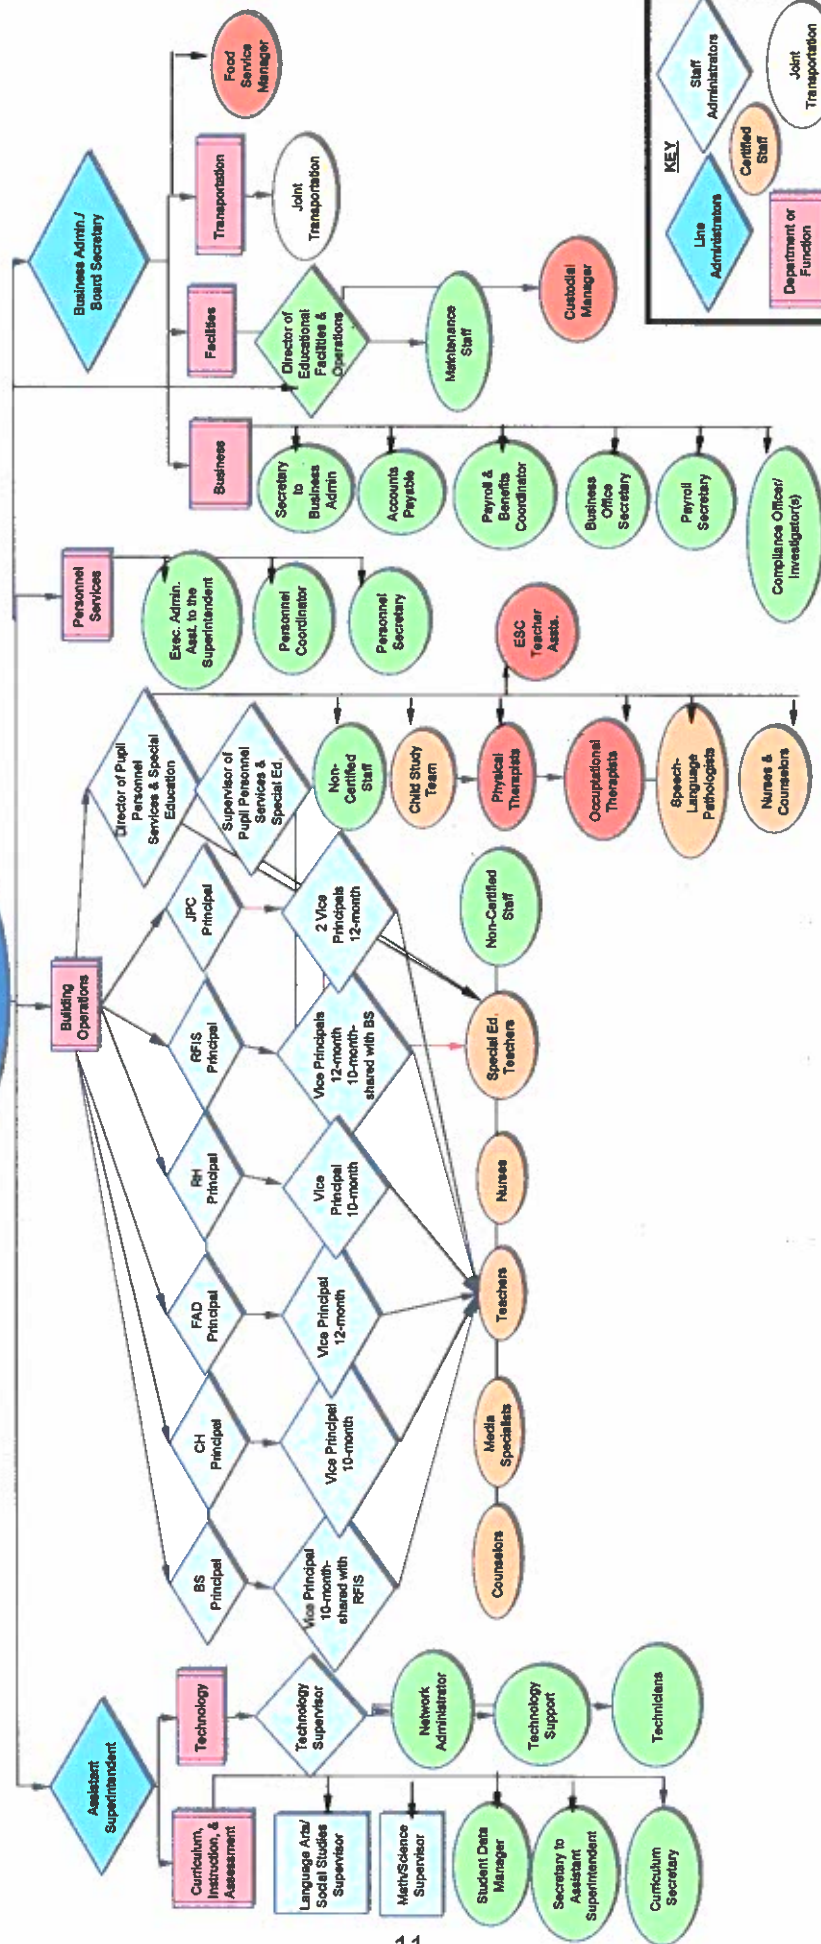 Assistant
Superintendent
Curriculum,
Instruction, &
Assessment
Language Arts/
Social Studies
Supervisor
Math/Science
Supervisor
Student Data
Manager
Secretary to
Assistant
Superintendent
Curriculum
Secretary
Technology
Technology
Supervisor
Network
Administrator
Technology
Support
Technicians
Building
Operations
BS
Principal
CH
Principal
FAD
Principal
RH
Principal
RFIS
Principal
JPC
Principal
Director of Pupil
Personnel
Services & Special
Education
Supervisor of
Pupil Personnel
Services &
Special Ed.
Vice Principal
10-month-
shared with
RFIS
Vice Principal
10-month
Vice Principal
12-month
Vice
Principal
10-month
Vice Principals
12-month
10-month-
shared with BS
2 Vice
Principals
12-month
Counselors
Media
Specialists
Teachers
Nurses
Special Ed.
Teachers
Non-Certified
Staff
Non-
Certified
Staff
Child Study
Team
Physical
Therapists
Occuptational
Therapists
Speech-
Language
Pathologists
Nurses &
Counselors
ESC
Teacher
Assts.
Personnel
Services
Exec. Admin.
Asst. to the
Superintendent
Personnel
Coordinator
Personnel
Secretary
Business Admin./
Board Secretary
Business
Secretary
to
Business
Admin
Accounts
Payable
Payroll &
Benefits
Coordinator
Business
Office
Secretary
Payroll
Secretary
Compliance Officer/
Investigator(s)
Facilities
Director of
Educational
Facilities &
Operations
Maintenance
Staff
Custodial
Manager
Transportation
Joint
Transportation
Food
Service
Manager
KEY
Line
Administrators
Staff
Administrators
Certified
Staff
Department or
Function
Joint
Transportation
11